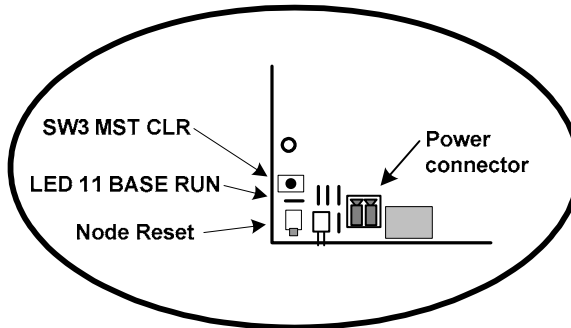 SW3 MST CLR
LED 11 BASE RUN
Node Reset
Power
connector